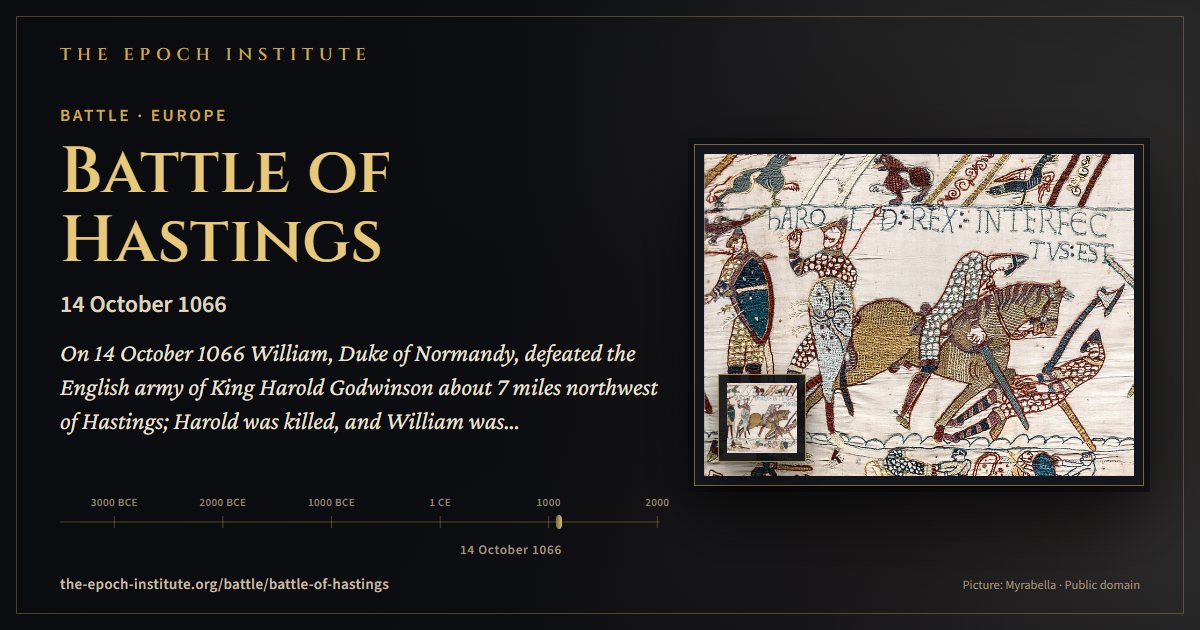 THE EPOCH INSTITUTE
BATTLE · EUROPE
BATTLE OF
HASTINGS
14 October 1066
On 14 October 1066 William, Duke of Normandy, defeated the
English army of King Harold Godwinson about 7 miles northwest
of Hastings; Harold was killed, and William was...
hARO L D:REX: INTERFEC
TVS:EST
3000 BCE 2000 BCE 1000 BCE 1 CE 1000 2000
14 October 1066
the-epoch-institute.org/battle/battle-of-hastings
Picture: Myrabella · Public domain